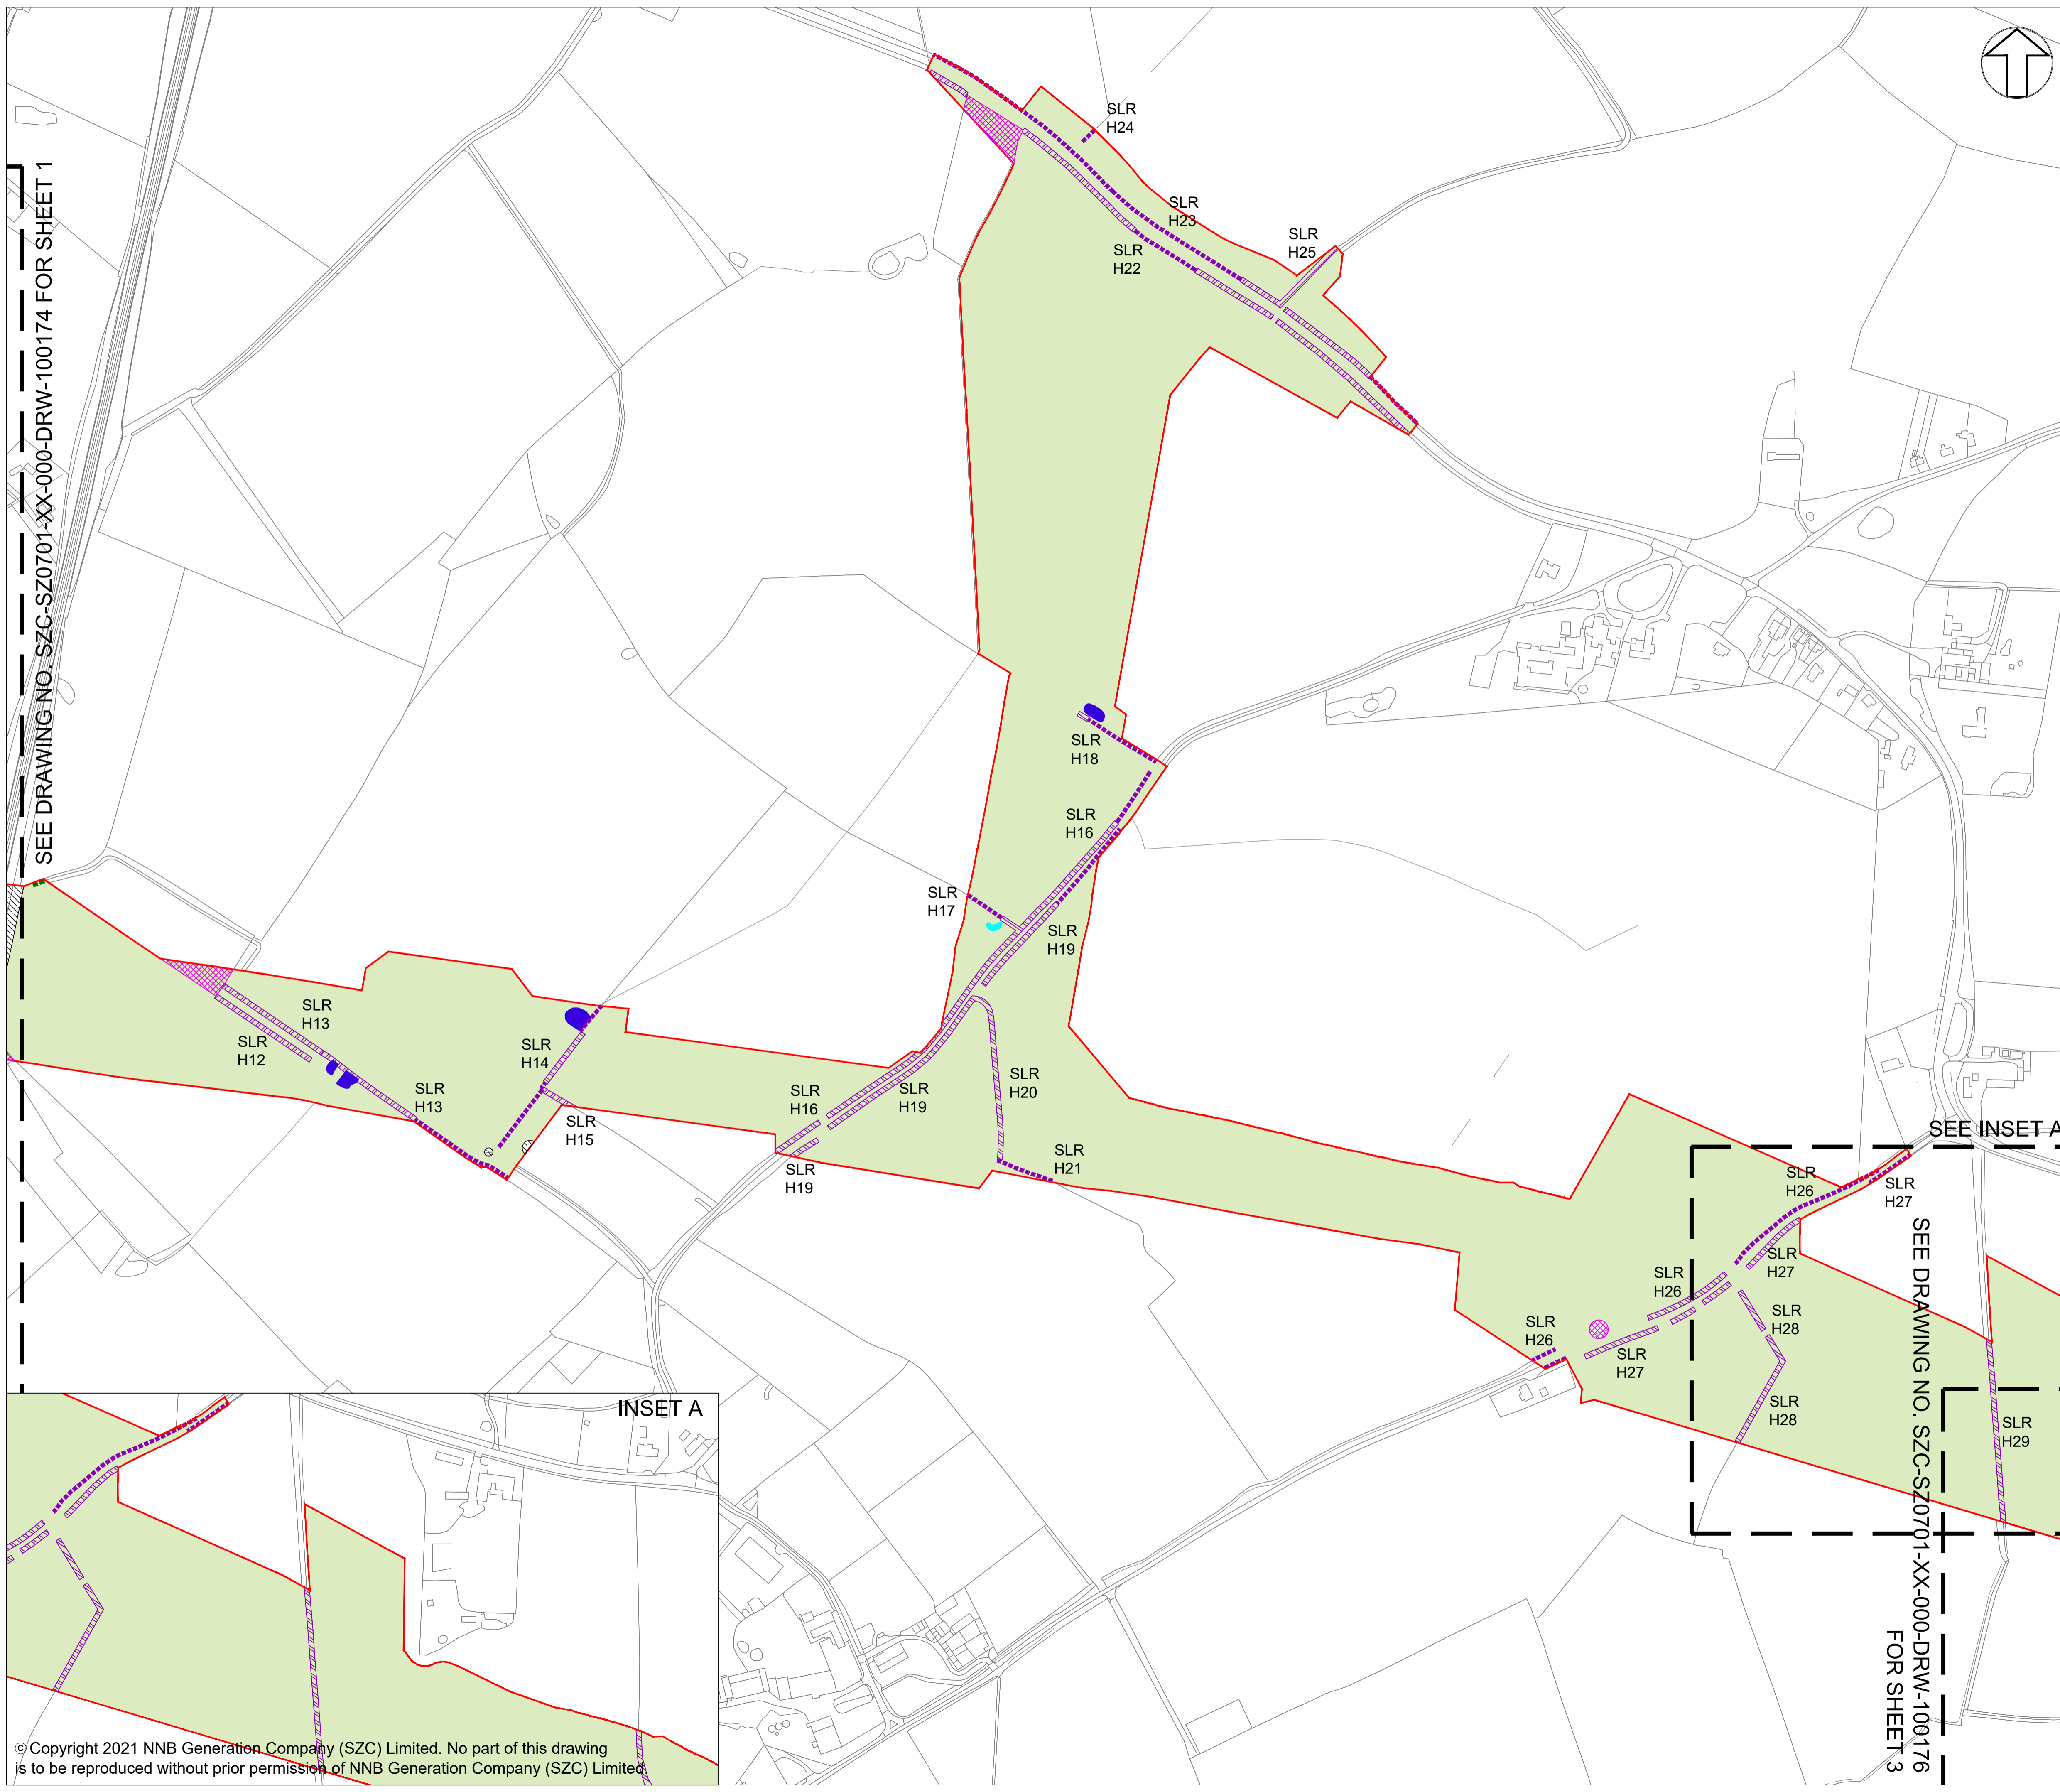 SLR
H24
SLR
H23
SLR
H25
SLR
H22
SEE DRAWING NO. SZC-SZ0701-XX-000-DRW-100174 FOR SHEET 1
SLR
H18
SLR
H16
SLR
H17
SLR
H19
SLR
H13
SLR
H12
SLR
H14
SLR
H13
SLR
H15
SLR
H16
SLR
H19
SLR
H20
SLR
H21
SLR
H19
SEE INSET A
SLR
H26
SLR
H27
SLR
H27
SLR
H26
SLR
H28
SLR
H26
SLR
H27
SLR
H28
SLR
H29
SEE DRAWING NO. SZC-SZ0701-XX-000-DRW-100176
FOR SHEET 3
INSET A
© Copyright 2021 NNB Generation Company (SZC) Limited. No part of this drawing
is to be reproduced without prior permission of NNB Generation Company (SZC) Limited.